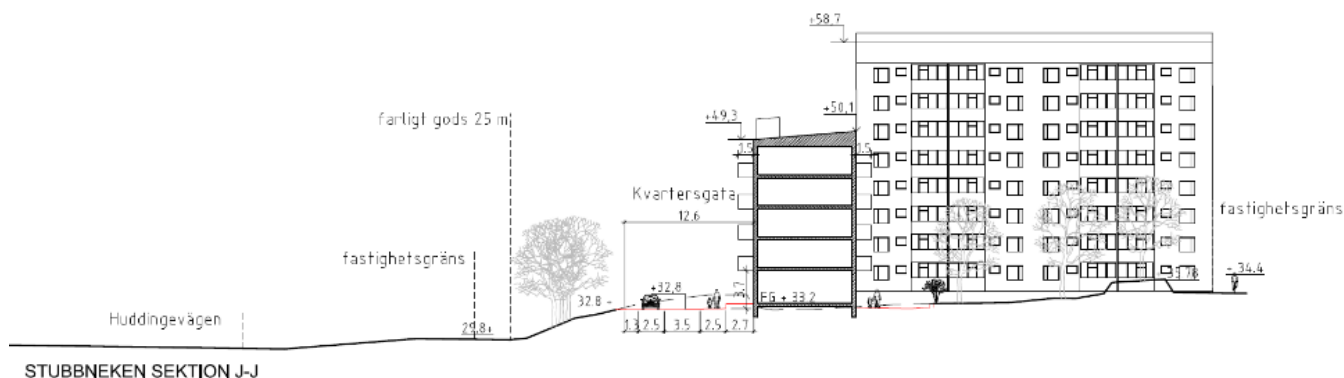 +58,7
+50,1
+49,3
farligt gods 25 m
1.5
1.5
Kvartersgata
12.6
fastighetsgräns
fastighetsgräns
- 34.4
35.78
+32,8
32.8 -
3.7
FG + 33.2
Huddingevägen
29.8+
1.3 2.5 3.5 2.5 2.7
STUBBNEKEN SEKTION J-J